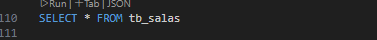 ▷Run | +Tab | JSON
110 SELECT * FROM tb_salas
111